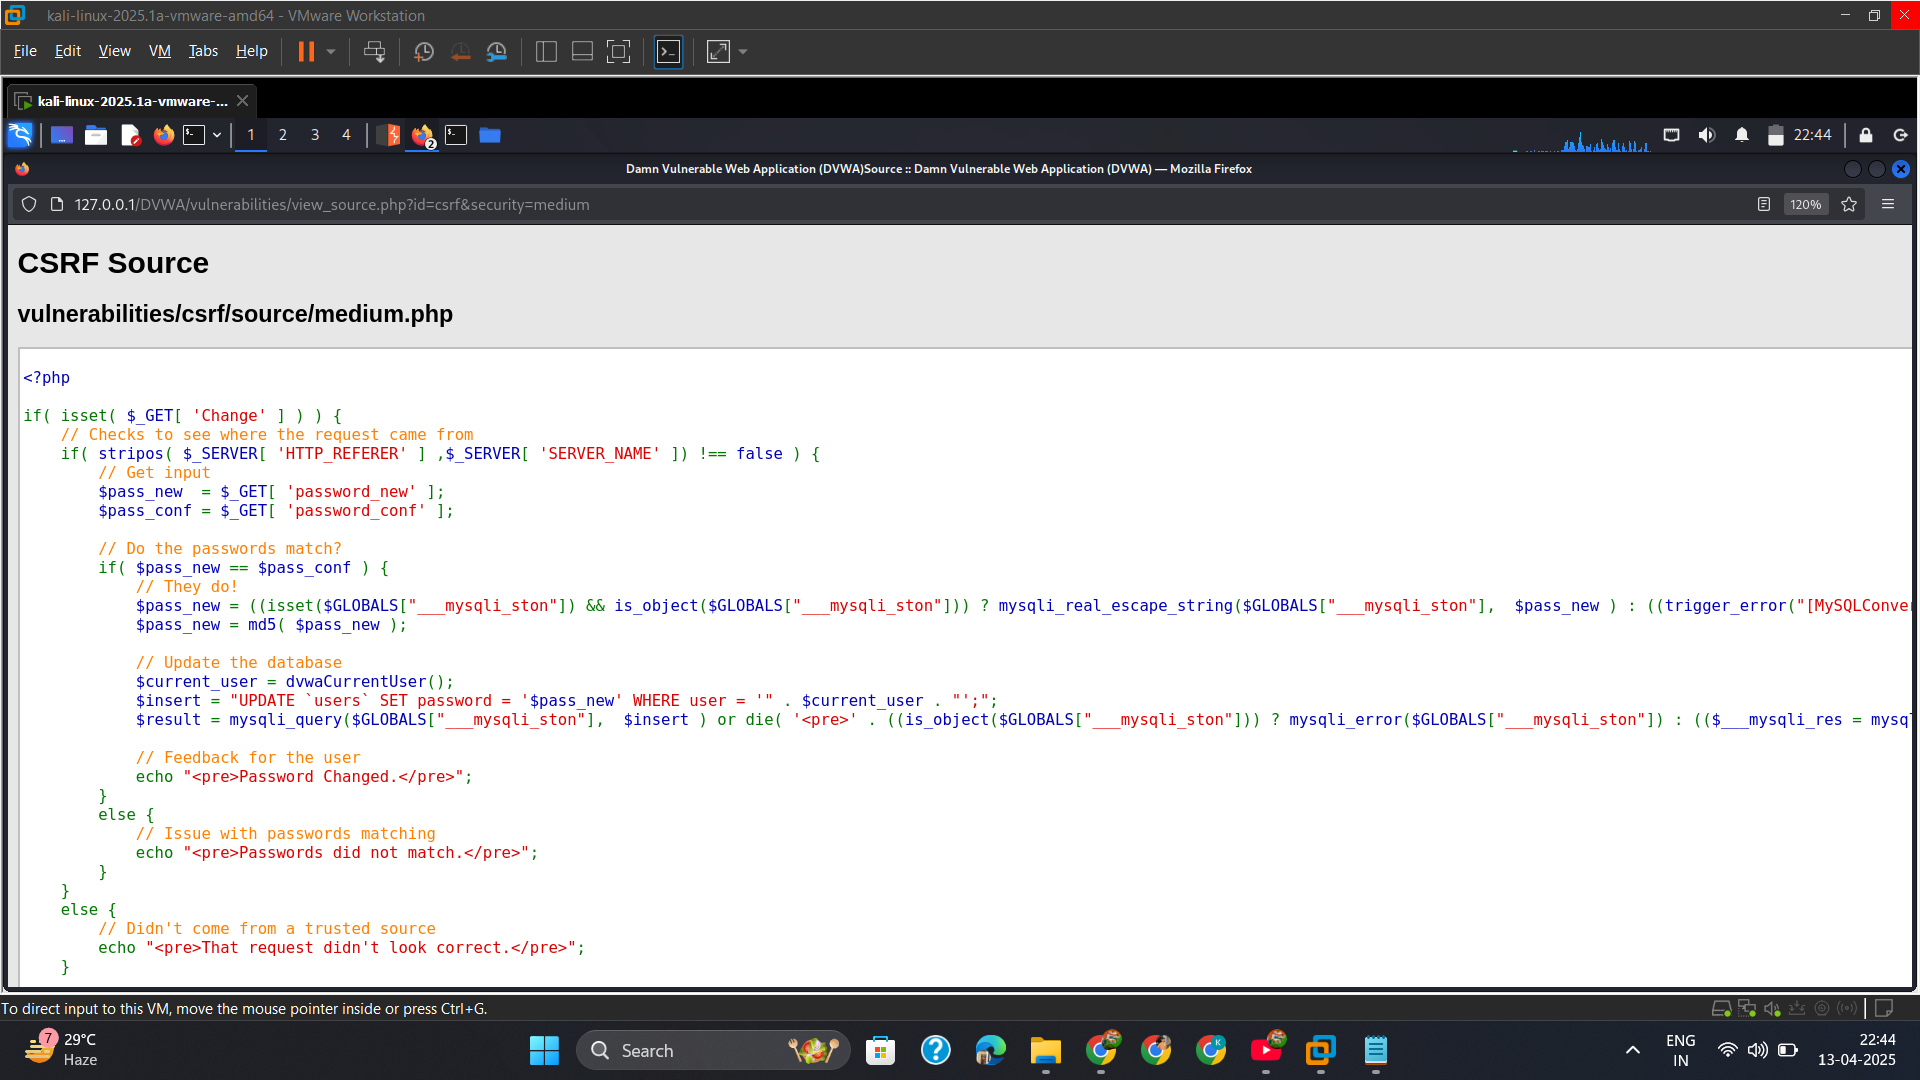 kali-linux-2025.1a-vmware-amd64 - VMware Workstation
File Edit View VM Tabs Help
kali-linux-2025.1a-vmware-...
1 2 3 4
2
22:44
Damn Vulnerable Web Application (DVWA)Source :: Damn Vulnerable Web Application (DVWA) — Mozilla Firefox
127.0.0.1/DVWA/vulnerabilities/view_source.php?id=csrf&security=medium
120%
CSRF Source
vulnerabilities/csrf/source/medium.php
<?php
if( isset( $_GET[ 'Change' ] ) ) {
// Checks to see where the request came from
if( stripos( $_SERVER[ 'HTTP_REFERER' ] ,$_SERVER[ 'SERVER_NAME' ]) !== false ) {
// Get input
$pass_new  = $_GET[ 'password_new' ];
$pass_conf = $_GET[ 'password_conf' ];
// Do the passwords match?
if( $pass_new == $pass_conf ) {
// They do!
$pass_new = ((isset($GLOBALS["___mysqli_ston"]) && is_object($GLOBALS["___mysqli_ston"])) ? mysqli_real_escape_string($GLOBALS["___mysqli_ston"],  $pass_new ) : ((trigger_error("[MySQLConver
$pass_new = md5( $pass_new );
// Update the database
$current_user = dvwaCurrentUser();
$insert = "UPDATE `users` SET password = '$pass_new' WHERE user = '" . $current_user . "';";
$result = mysqli_query($GLOBALS["___mysqli_ston"],  $insert ) or die( '<pre>' . ((is_object($GLOBALS["___mysqli_ston"])) ? mysqli_error($GLOBALS["___mysqli_ston"]) : (($___mysqli_res = mysql
// Feedback for the user
echo "<pre>Password Changed.</pre>";
}
else {
// Issue with passwords matching
echo "<pre>Passwords did not match.</pre>";
}
}
else {
// Didn't come from a trusted source
echo "<pre>That request didn't look correct.</pre>";
}
To direct input to this VM, move the mouse pointer inside or press Ctrl+G.
7
29°C
Haze
Search
K
ENG
IN
22:44
13-04-2025